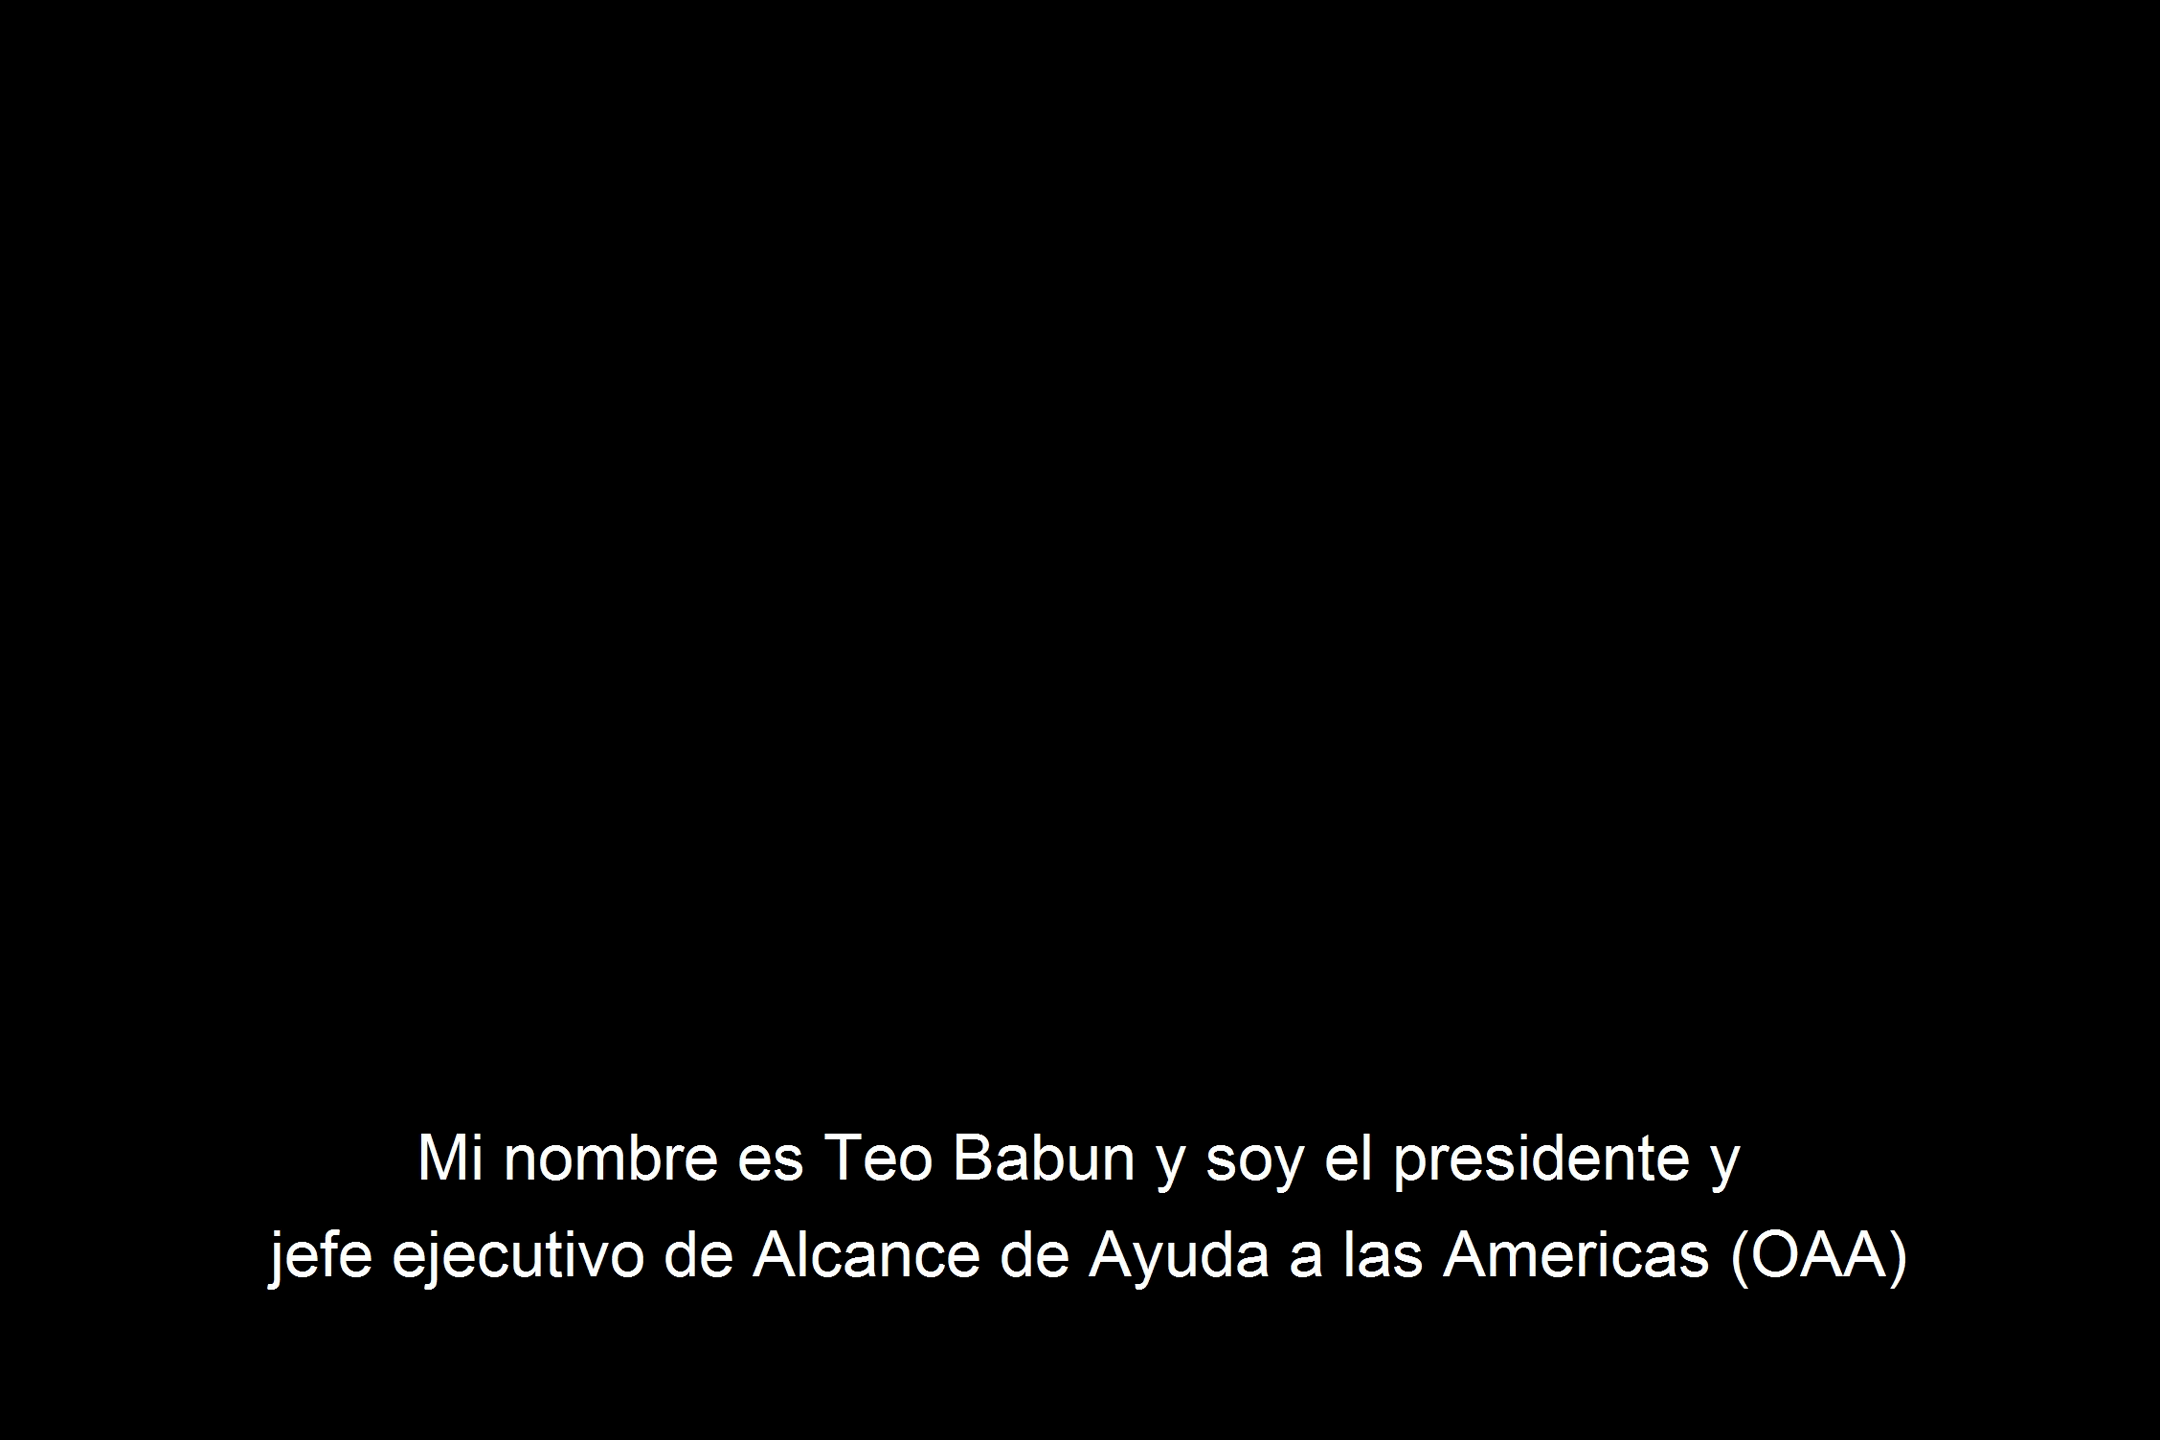 Mi nombre es Teo Babun y soy el presidente y
jefe ejecutivo de Alcance de Ayuda a las Americas (OAA)